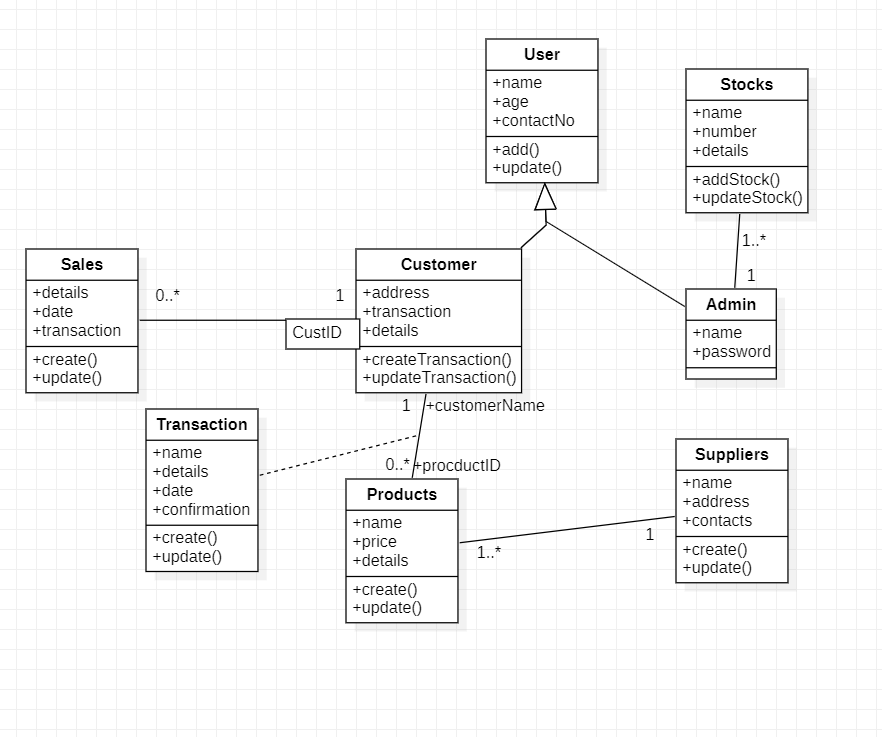 User
+name
+age
+contactNo
+add()
+update()
Stocks
+name
+number
+details
+addStock()
+updateStock()
1..*
1
Admin
+name
+password
Sales
+details
+date
+transaction
+create()
+update()
0..*
1
CustID
Customer
+address
+transaction
+details
+createTransaction()
+updateTransaction()
1
+customerName
0..*
+procductID
Transaction
+name
+details
+date
+confirmation
+create()
+update()
Products
+name
+price
+details
+create()
+update()
1..*
1
Suppliers
+name
+address
+contacts
+create()
+update()